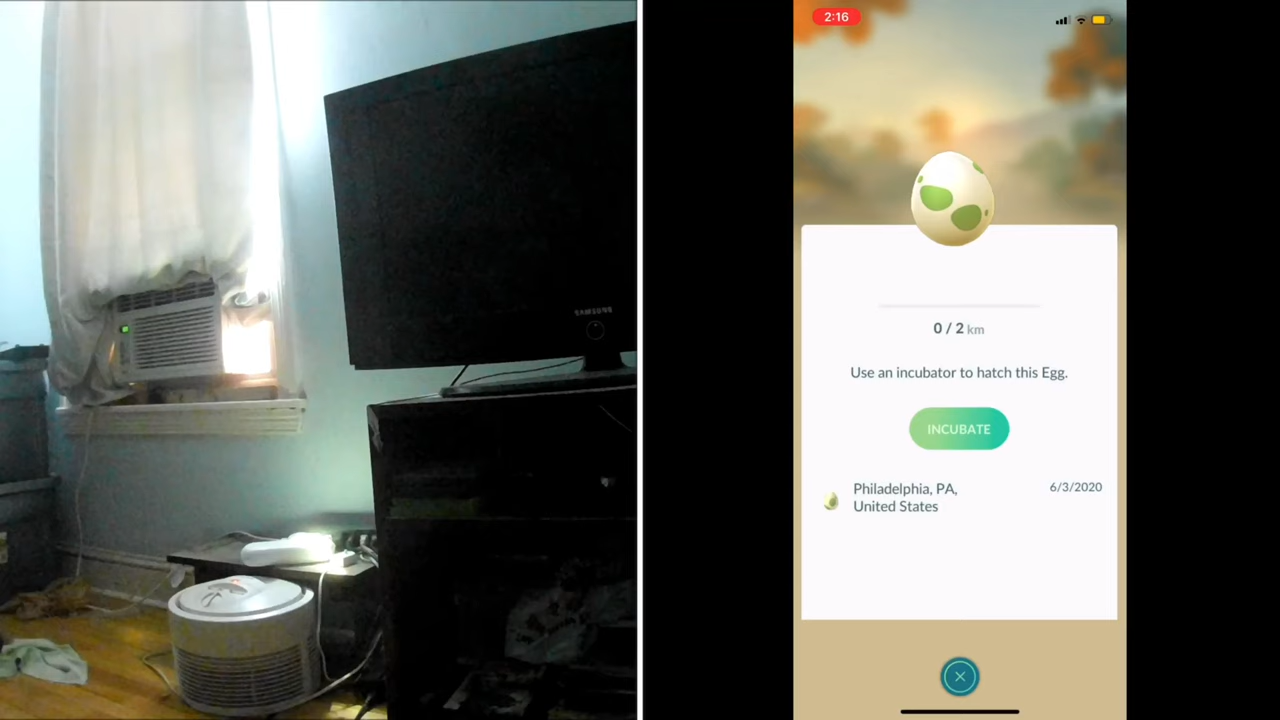 SAMSUNG
2:16
0 / 2 km
Use an incubator to hatch this Egg.
INCUBATE
Philadelphia, PA,
United States
6/3/2020